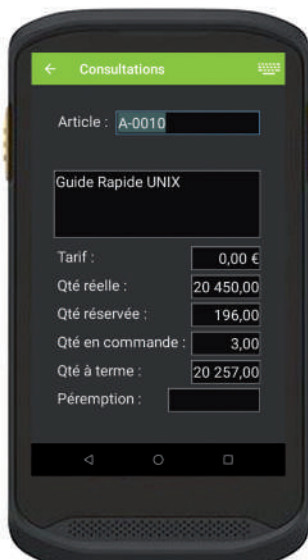 Consultations
Article : A-0010
Guide Rapide UNIX
Tarif : 0,00 €
Qté réelle : 20 450,00
Qté réservée : 196,00
Qté en commande : 3,00
Qté à terme : 20 257,00
Péremption :